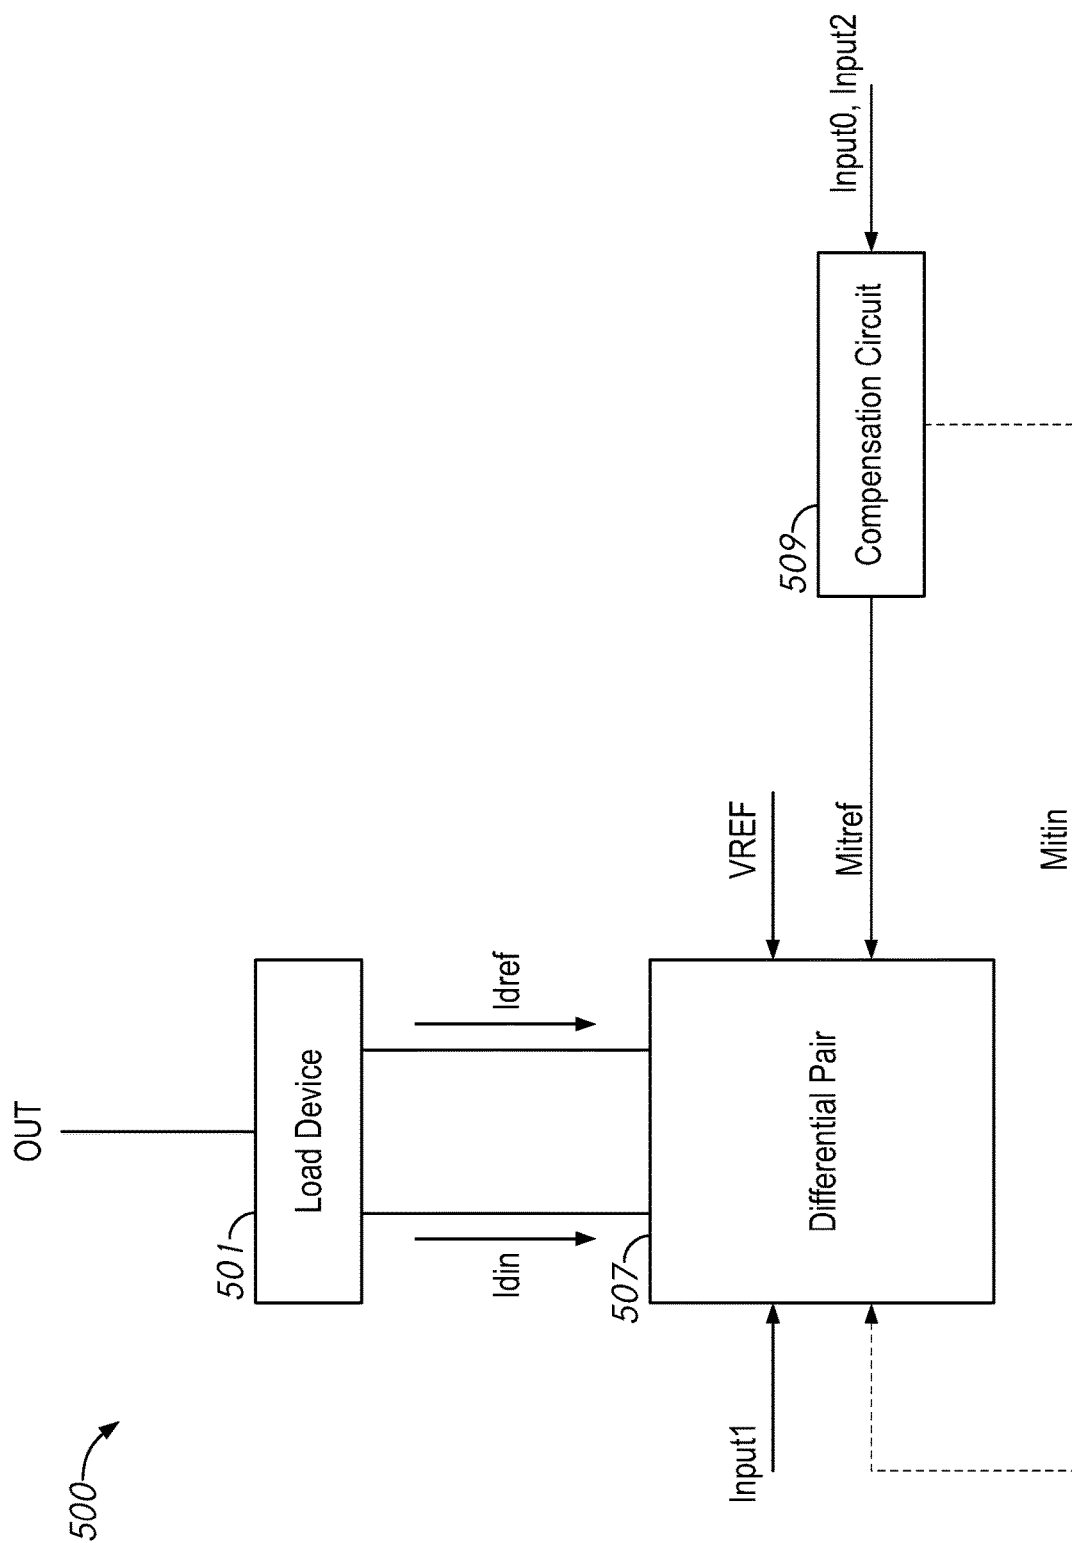 500
OUT
501
Load Device
Idin
Idref
507
Differential Pair
Input1
VREF
Mitref
Mitin
509
Compensation Circuit
Input0, Input2